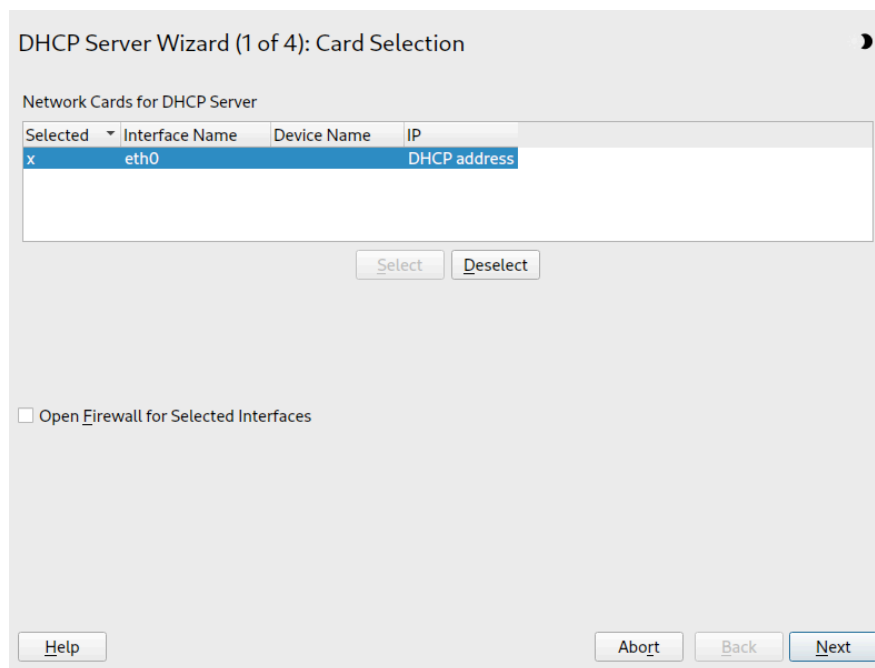 DHCP Server Wizard (1 of 4): Card Selection
Network Cards for DHCP Server
Selected Interface Name Device Name IP
x eth0 DHCP address
Select Deselect
Open Firewall for Selected Interfaces
Help Abort Back Next